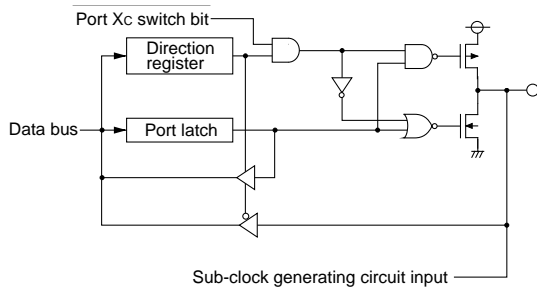 Port XC switch bit
Direction
register
Data bus
Port latch
Sub-clock generating circuit input